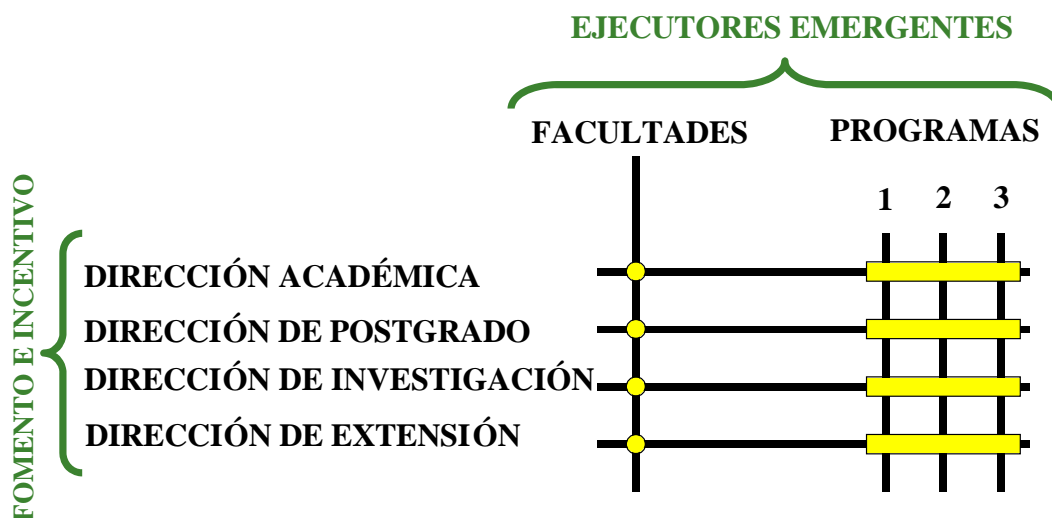 EJECUTORES EMERGENTES
FACULTADES
PROGRAMAS
1 2 3
FOMENTO E INCENTIVO
DIRECCIÓN ACADÉMICA
DIRECCIÓN DE POSTGRADO
DIRECCIÓN DE INVESTIGACIÓN
DIRECCIÓN DE EXTENSIÓN